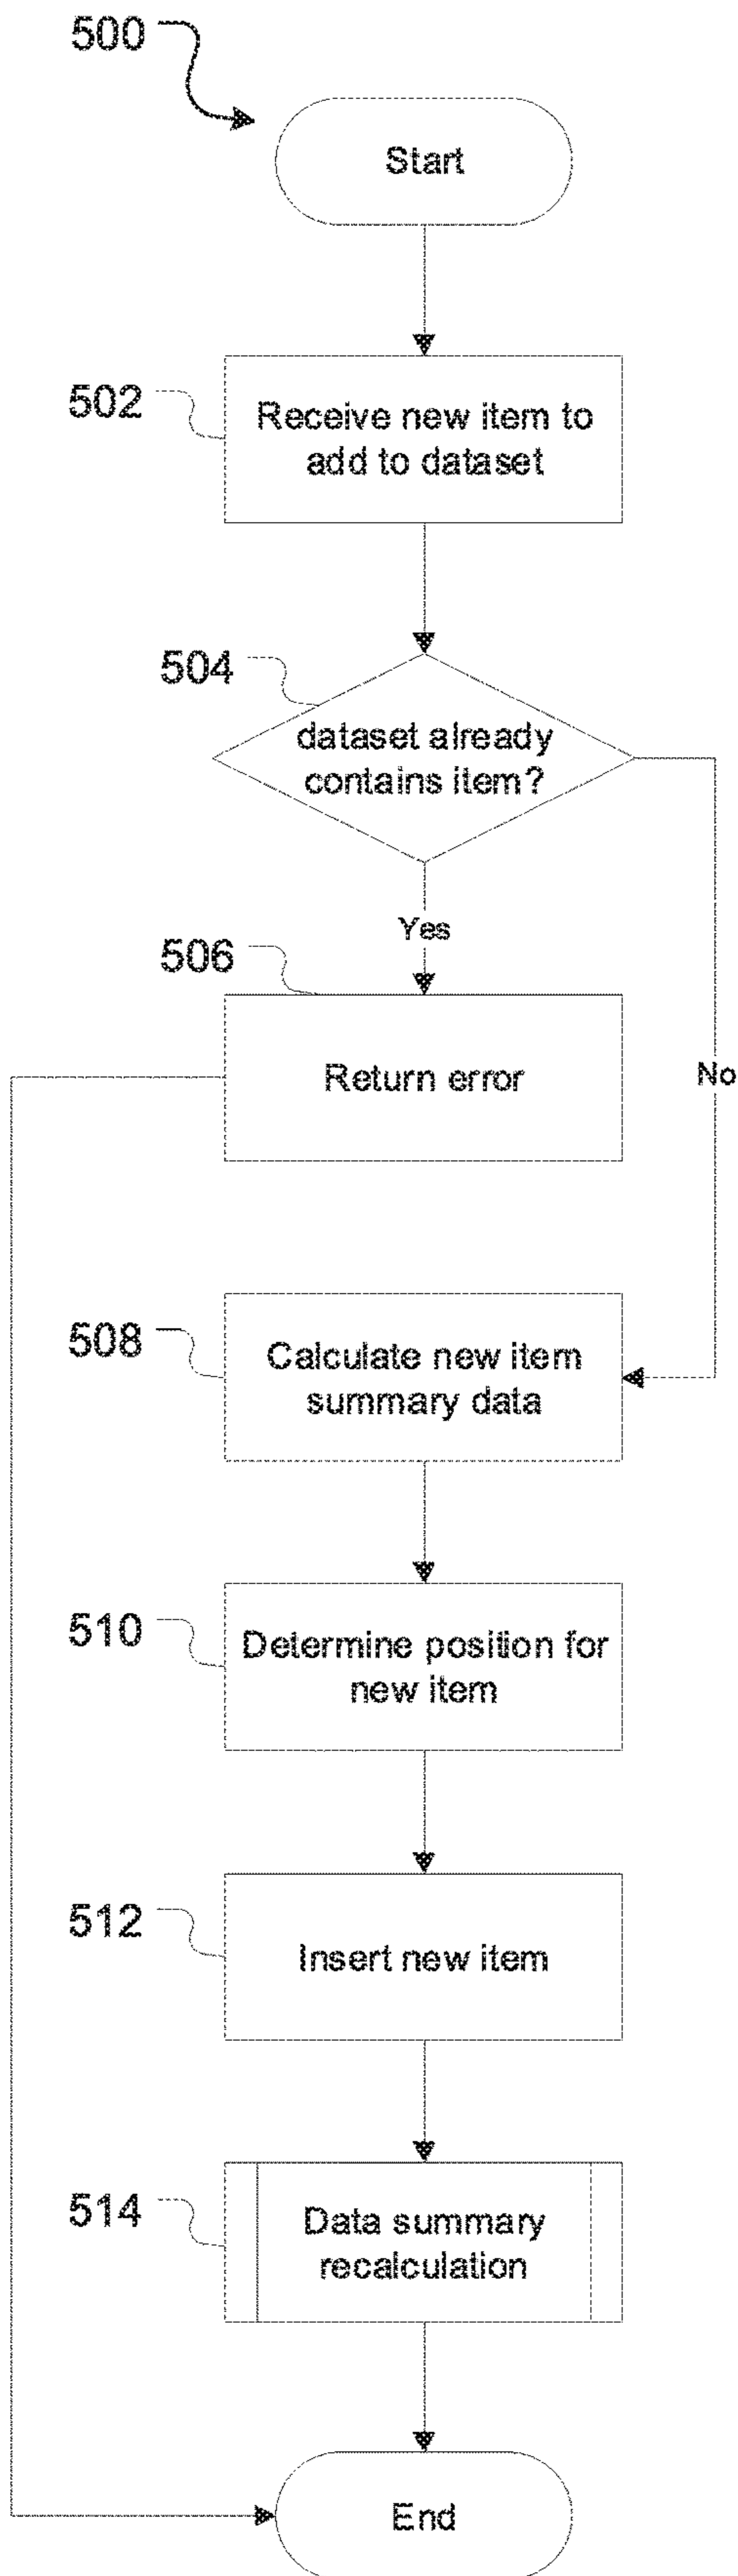 500
Start
502
Receive new item to
add to dataset
504
dataset already
contains item?
Yes
506
Return error
No
508
Calculate new item
summary data
510
Determine position for
new item
512
Insert new item
514
Data summary
recalculation
End